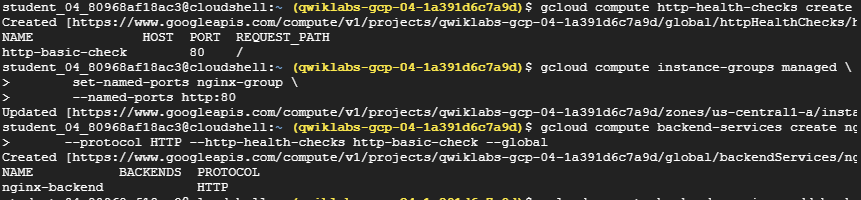 student_04_80968af18ac3@cloudshell:~ (qwiklabs-gcp-04-1a391d6c7a9d)$ gcloud compute http-health-checks create
Created [https://www.googleapis.com/compute/v1/projects/qwiklabs-gcp-04-1a391d6c7a9d/global/httpHealthChecks/h
NAME HOST PORT REQUEST_PATH
http-basic-check 80 /
student_04_80968af18ac3@cloudshell:~ (qwiklabs-gcp-04-1a391d6c7a9d)$ gcloud compute instance-groups managed \
> set-named-ports nginx-group \
> --named-ports http:80
Updated [https://www.googleapis.com/compute/v1/projects/qwiklabs-gcp-04-1a391d6c7a9d/zones/us-central1-a/insta
student_04_80968af18ac3@cloudshell:~ (qwiklabs-gcp-04-1a391d6c7a9d)$ gcloud compute backend-services create ng
> --protocol HTTP --http-health-checks http-basic-check --global
Created [https://www.googleapis.com/compute/v1/projects/qwiklabs-gcp-04-1a391d6c7a9d/global/backendServices/ng
NAME BACKENDS PROTOCOL
nginx-backend HTTP